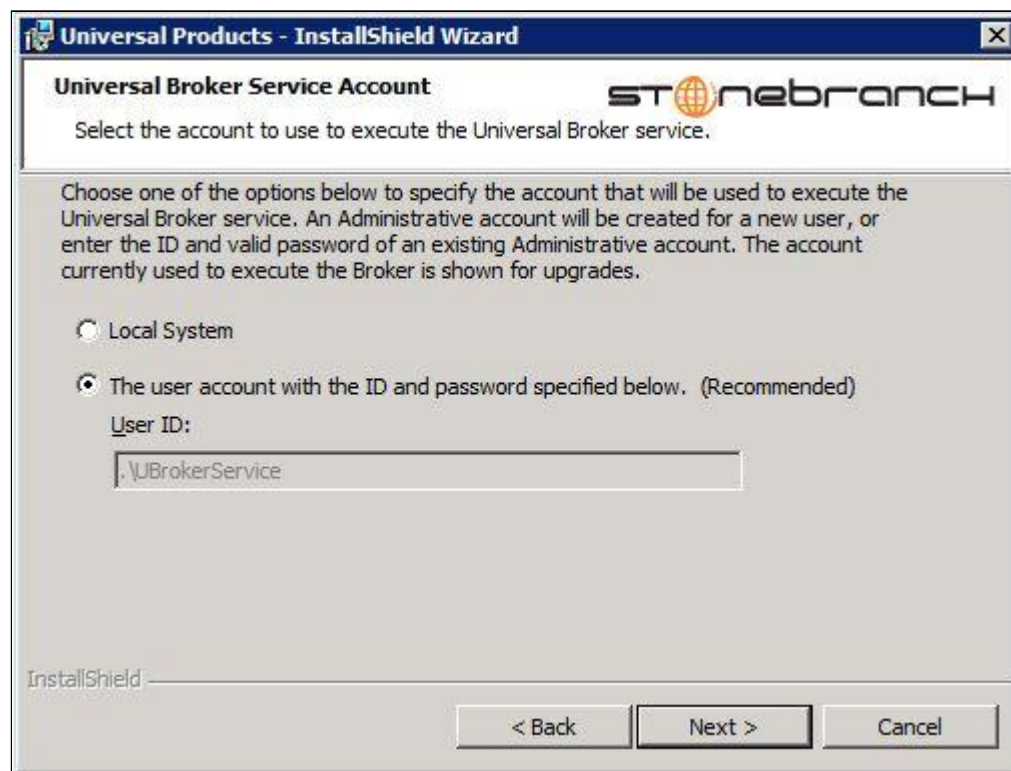 Universal Products - InstallShield Wizard
Universal Broker Service Account
stonebranch
Select the account to use to execute the Universal Broker service.
Choose one of the options below to specify the account that will be used to execute the
Universal Broker service. An Administrative account will be created for a new user, or
enter the ID and valid password of an existing Administrative account. The account
currently used to execute the Broker is shown for upgrades.
Local System
The user account with the ID and password specified below. (Recommended)
User ID:
.\UBrokerService
InstallShield
< Back
Next >
Cancel